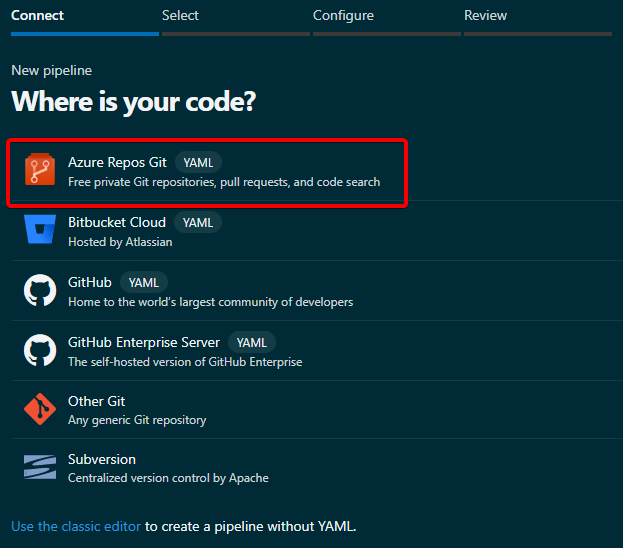 Connect Select Configure Review
New pipeline
Where is your code?
Azure Repos Git YAML
Free private Git repositories, pull requests, and code search
Bitbucket Cloud YAML
Hosted by Atlassian
GitHub YAML
Home to the world's largest community of developers
GitHub Enterprise Server YAML
The self-hosted version of GitHub Enterprise
Other Git
Any generic Git repository
Subversion
Centralized version control by Apache
Use the classic editor to create a pipeline without YAML.